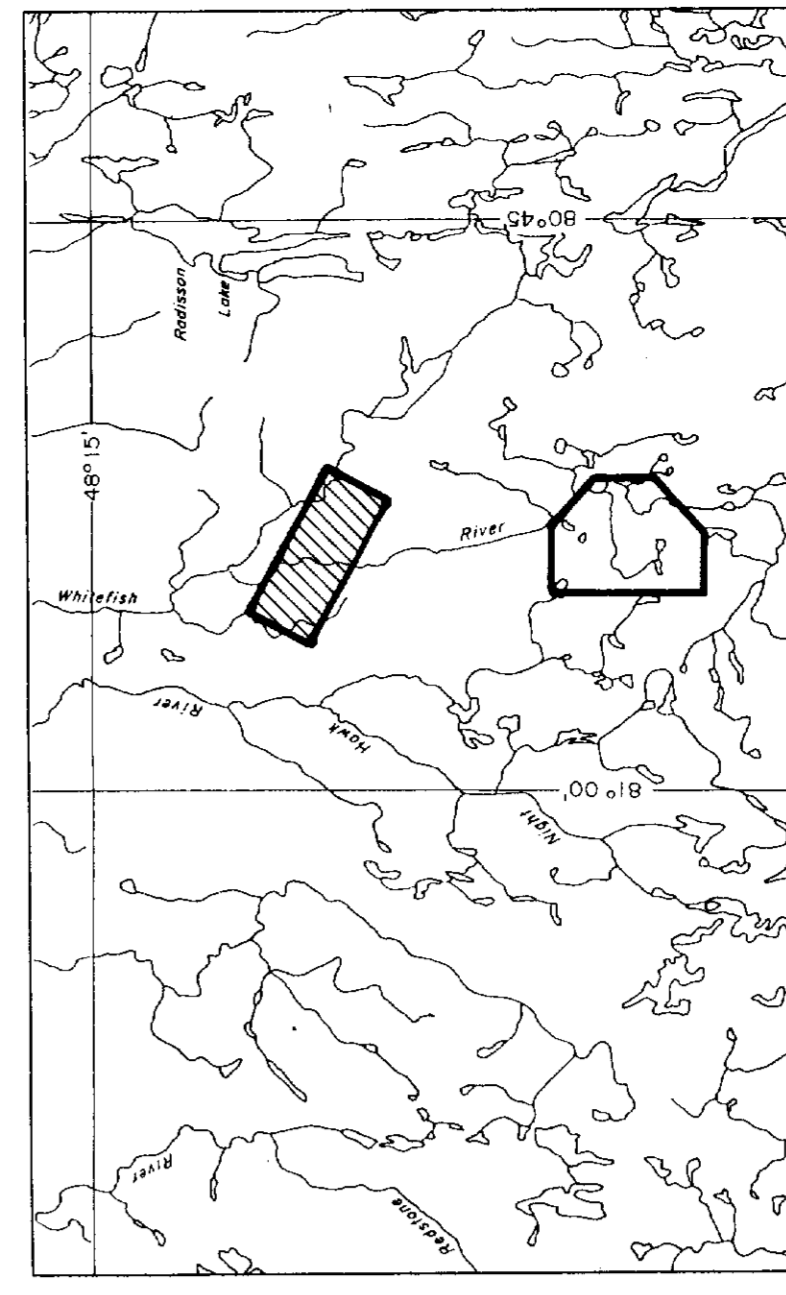 80°45'
Radisson
Lake
48°15'
River
Whitefish
River
Hawk
81°00'
Night
River
Redstone